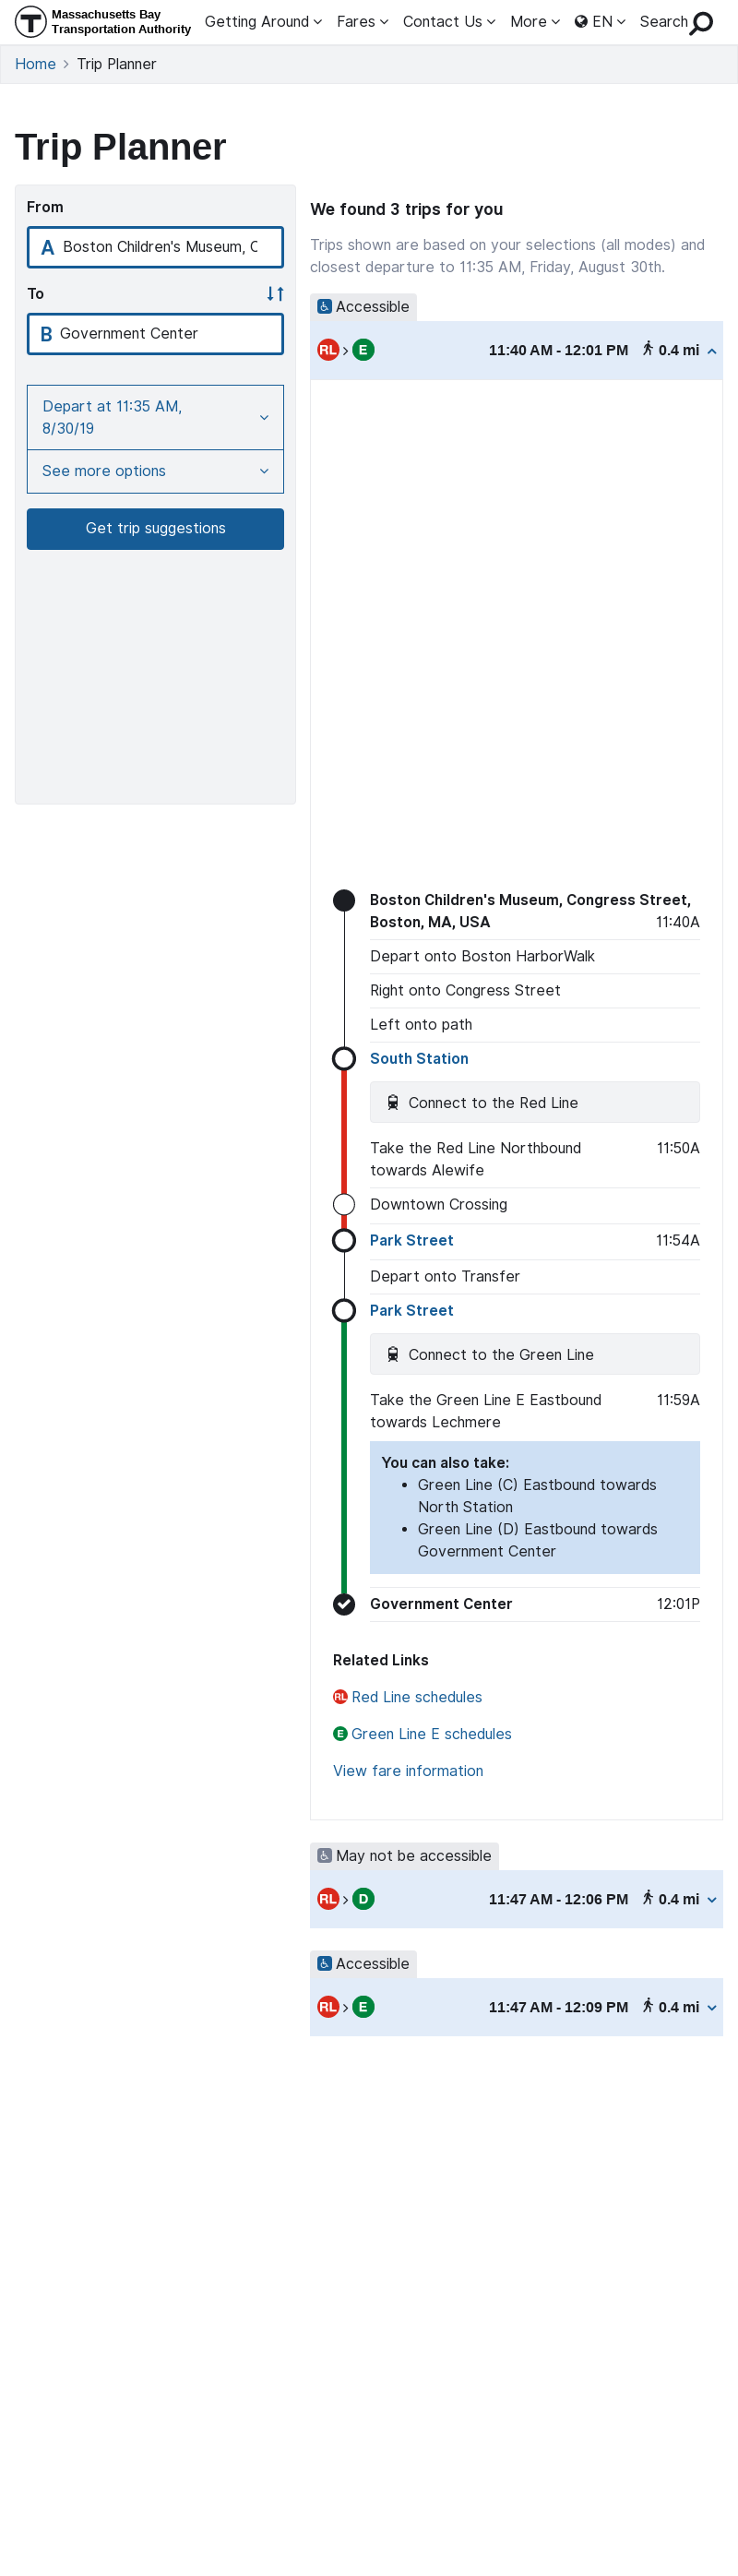 Massachusetts Bay
Transportation Authority
Getting Around Fares Contact Us More EN Search
Home Trip Planner
Trip Planner
From
A Boston Children's Museum, C
To
B Government Center
Depart at 11:35 AM,
8/30/19
See more options
Get trip suggestions
We found 3 trips for you
Trips shown are based on your selections (all modes) and
closest departure to 11:35 AM, Friday, August 30th.
Accessible
RL E 11:40 AM - 12:01 PM 0.4 mi
Boston Children's Museum, Congress Street,
Boston, MA, USA 11:40A
Depart onto Boston HarborWalk
Right onto Congress Street
Left onto path
South Station
Connect to the Red Line
Take the Red Line Northbound 11:50A
towards Alewife
Downtown Crossing
Park Street 11:54A
Depart onto Transfer
Park Street
Connect to the Green Line
Take the Green Line E Eastbound 11:59A
towards Lechmere
You can also take:
• Green Line (C) Eastbound towards
North Station
• Green Line (D) Eastbound towards
Government Center
Government Center 12:01P
Related Links
RL Red Line schedules
E Green Line E schedules
View fare information
May not be accessible
RL D 11:47 AM - 12:06 PM 0.4 mi
Accessible
RL E 11:47 AM - 12:09 PM 0.4 mi